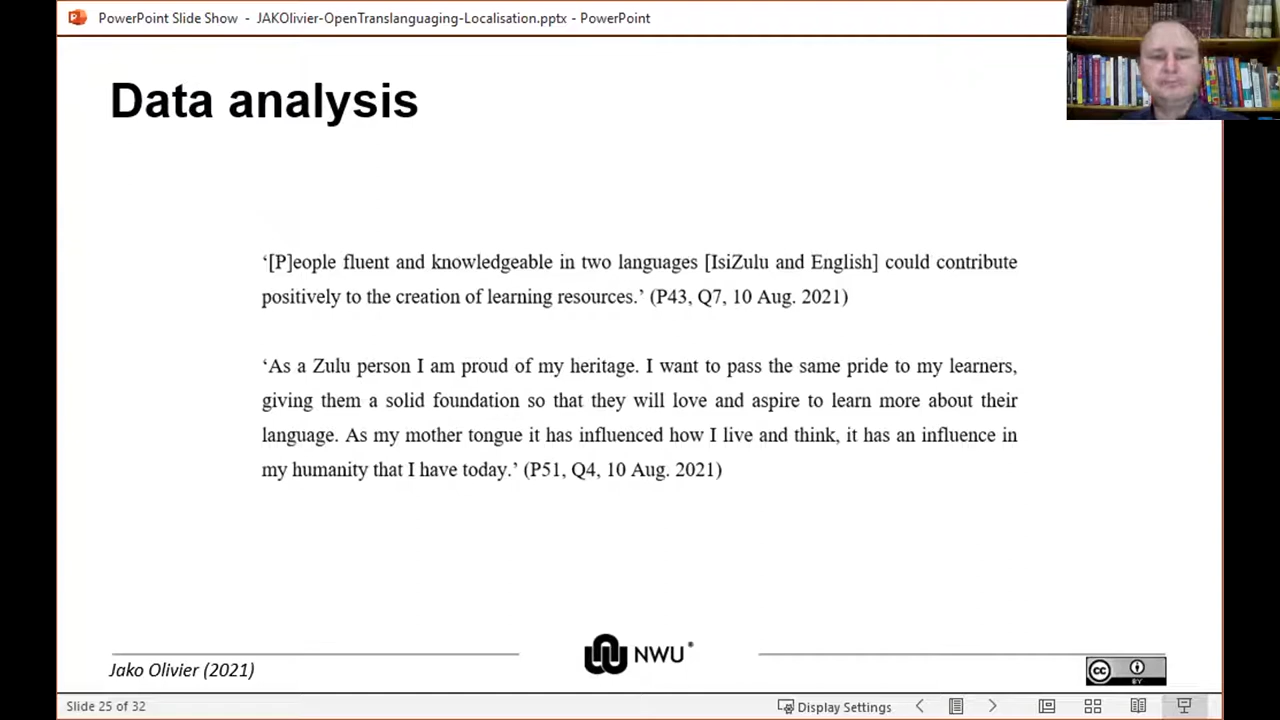 PowerPoint Slide Show - JAKOlivier-OpenTranslanguaging-Localisation.pptx - PowerPoint
Data analysis
‘[P]eople fluent and knowledgeable in two languages [IsiZulu and English] could contribute
positively to the creation of learning resources.’ (P43, Q7, 10 Aug. 2021)
‘As a Zulu person I am proud of my heritage. I want to pass the same pride to my learners,
giving them a solid foundation so that they will love and aspire to learn more about their
language. As my mother tongue it has influenced how I live and think, it has an influence in
my humanity that I have today.’ (P51, Q4, 10 Aug. 2021)
Jako Olivier (2021)
NWU®
cc BY
Slide 25 of 32
Display Settings